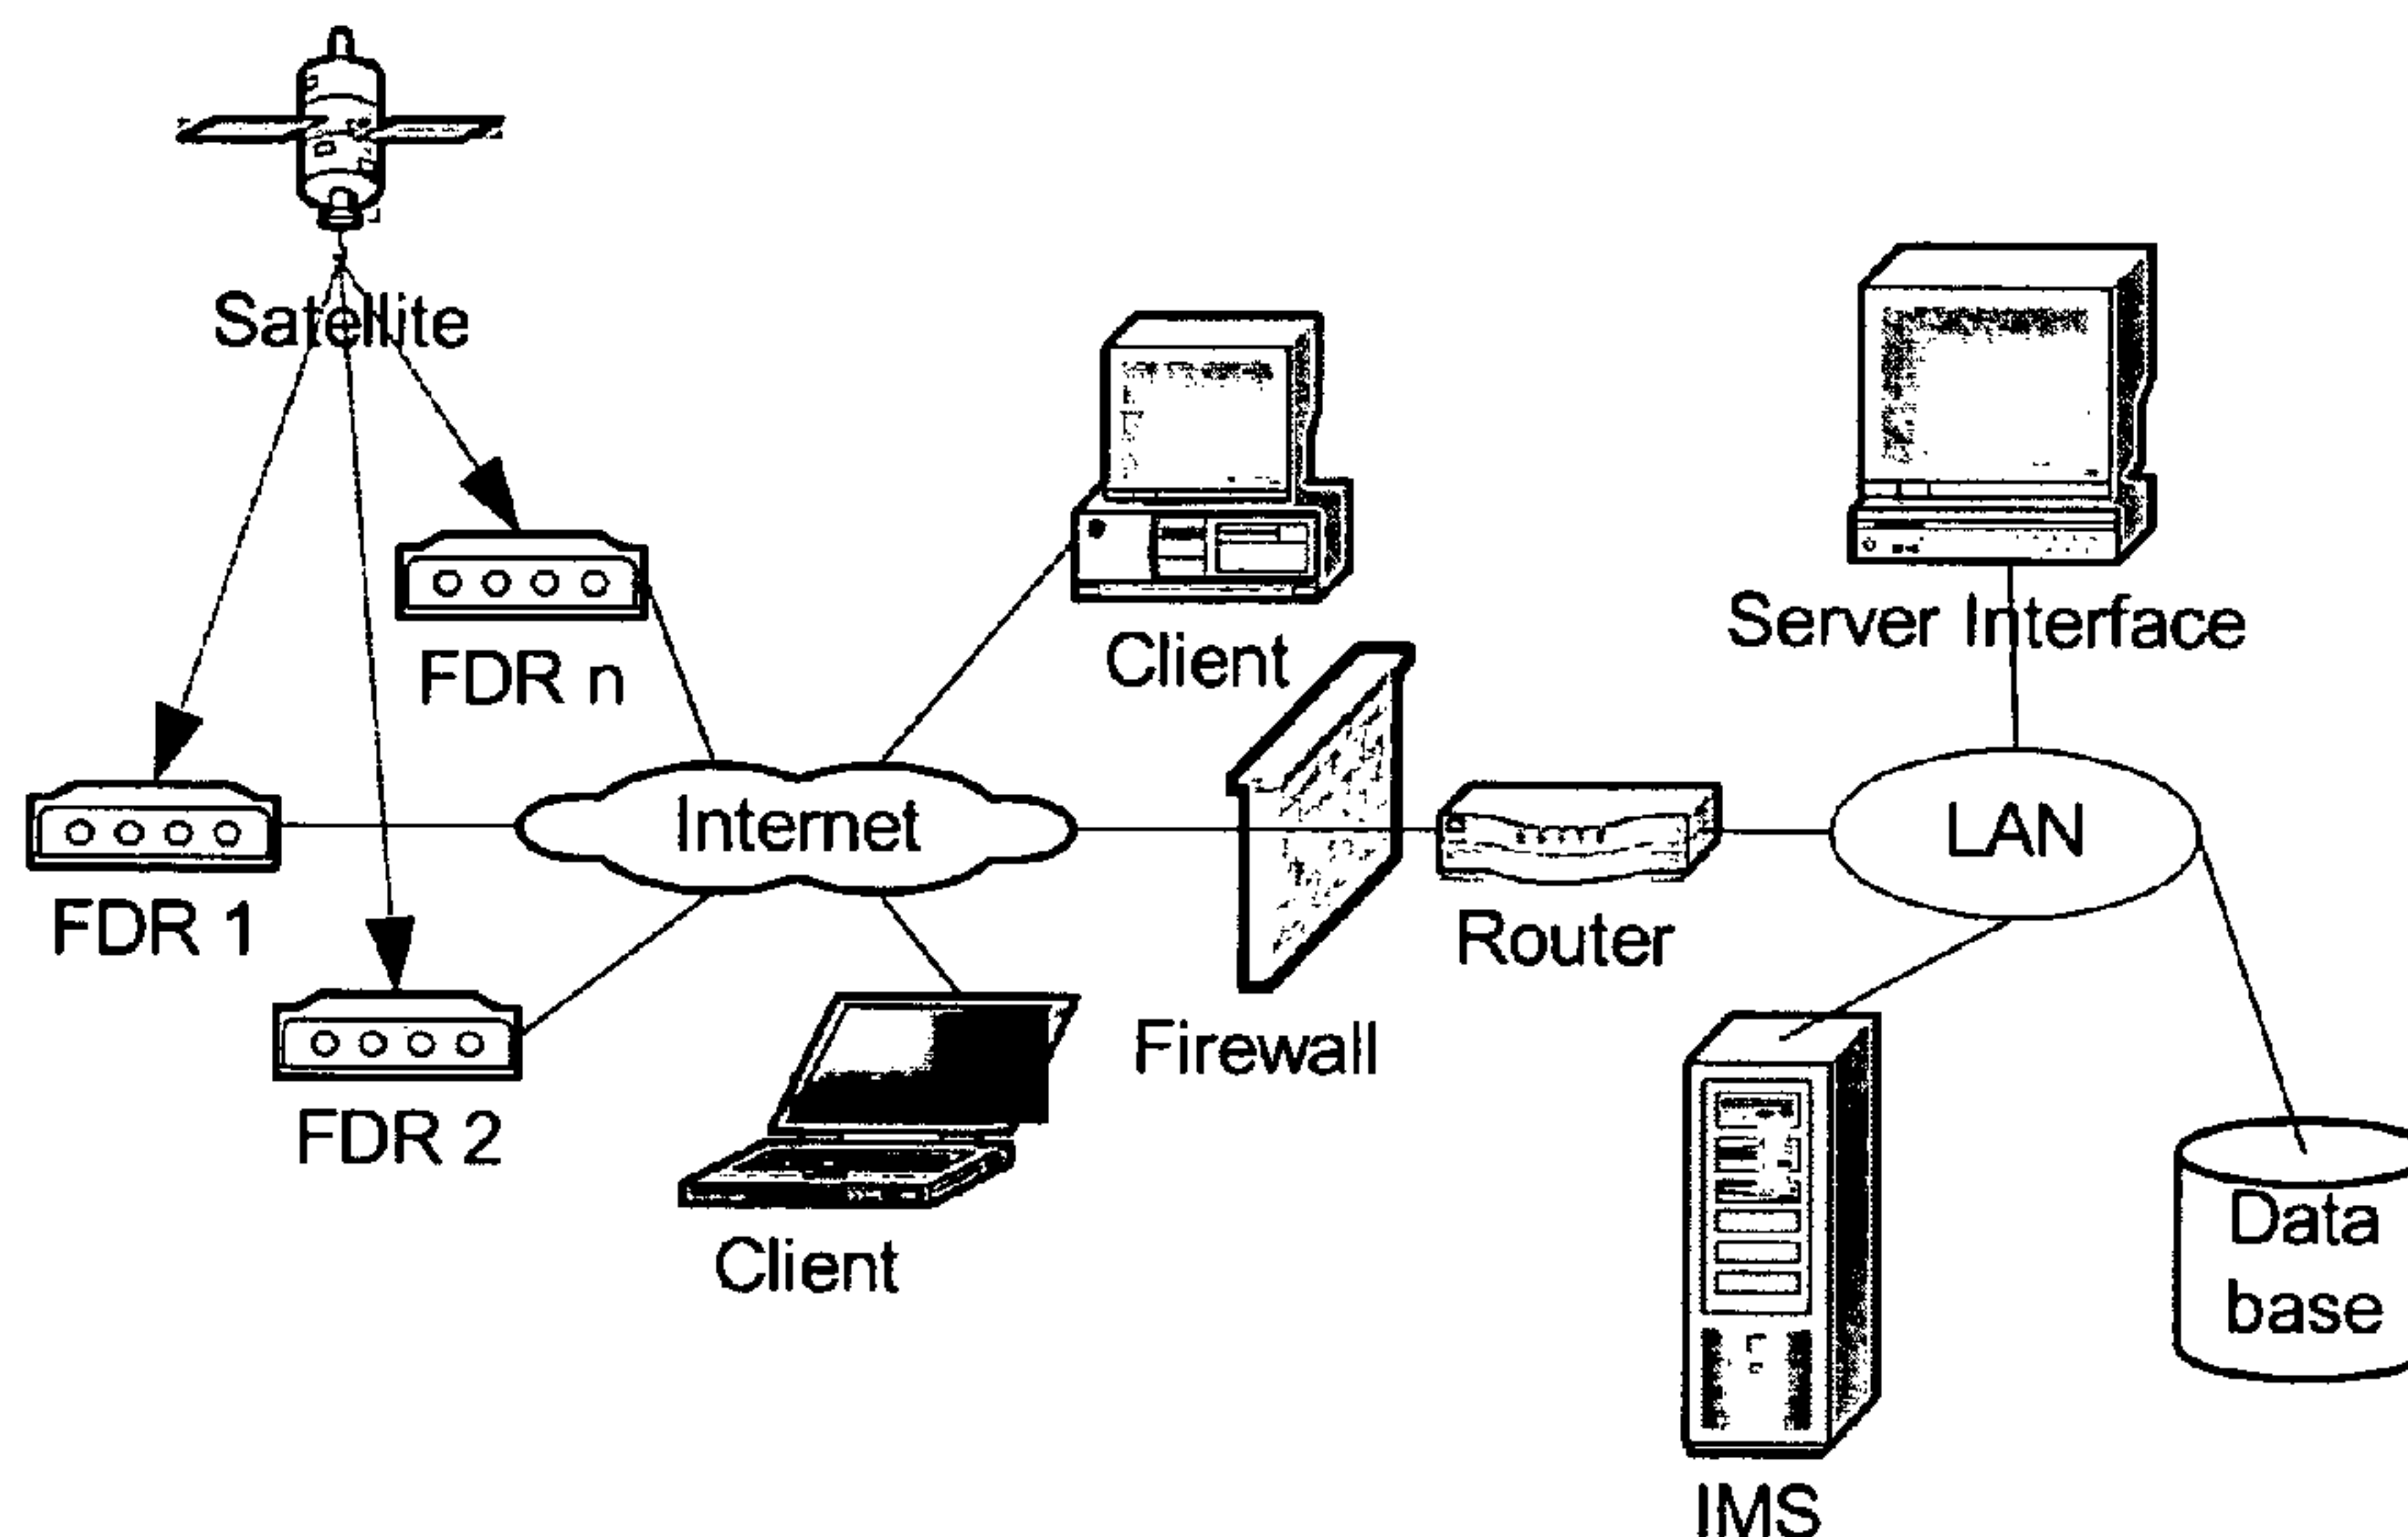 Satellite
FDR n
Client
Server Interface
Internet
LAN
FDR 1
Router
Firewall
FDR 2
Client
Data
base
IMS